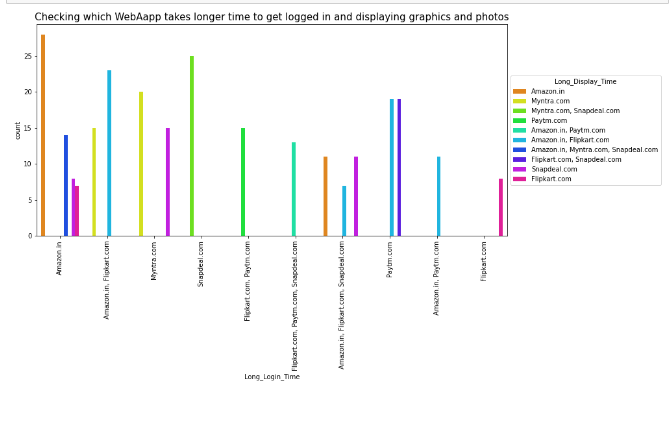 Checking which WebAapp takes longer time to get logged in and displaying graphics and photos
count
25
20
15
10
5
0
Amazon.in
Amazon.in, Flipkart.com
Myntra.com
Snapdeal.com
Flipkart.com, Paytm.com
Flipkart.com, Paytm.com, Snapdeal.com
Amazon.in, Flipkart.com, Snapdeal.com
Paytm.com
Amazon.in, Paytm.com
Flipkart.com
Long_Login_Time
Long_Display_Time
Amazon.in
Myntra.com
Myntra.com, Snapdeal.com
Paytm.com
Amazon.in, Paytm.com
Amazon.in, Flipkart.com
Amazon.in, Myntra.com, Snapdeal.com
Flipkart.com, Snapdeal.com
Snapdeal.com
Flipkart.com